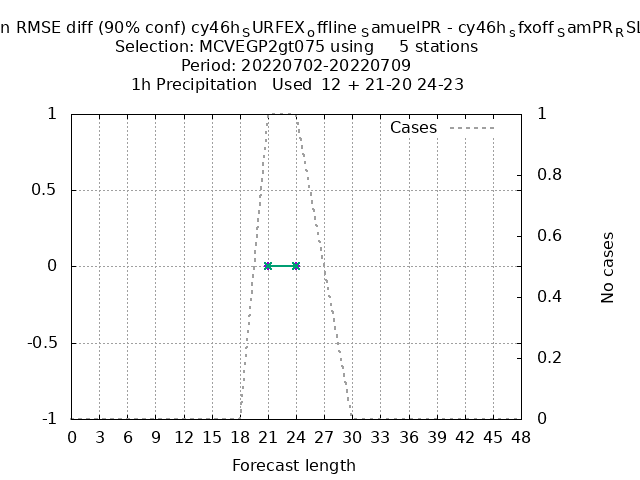 n RMSE diff (90% conf) cy46h_SURFEX_offline_SamuelPR - cy46h_sfxoff_SamPR_RSL
Selection: MCVEGP2gt075 using 5 stations
Period: 20220702-20220709
1h Precipitation Used 12 + 21-20 24-23
Cases
1
0.5
0
-0.5
-1
1
0.8
0.6
0.4
0.2
0
No cases
0 3 6 9 12 15 18 21 24 27 30 33 36 39 42 45 48
Forecast length